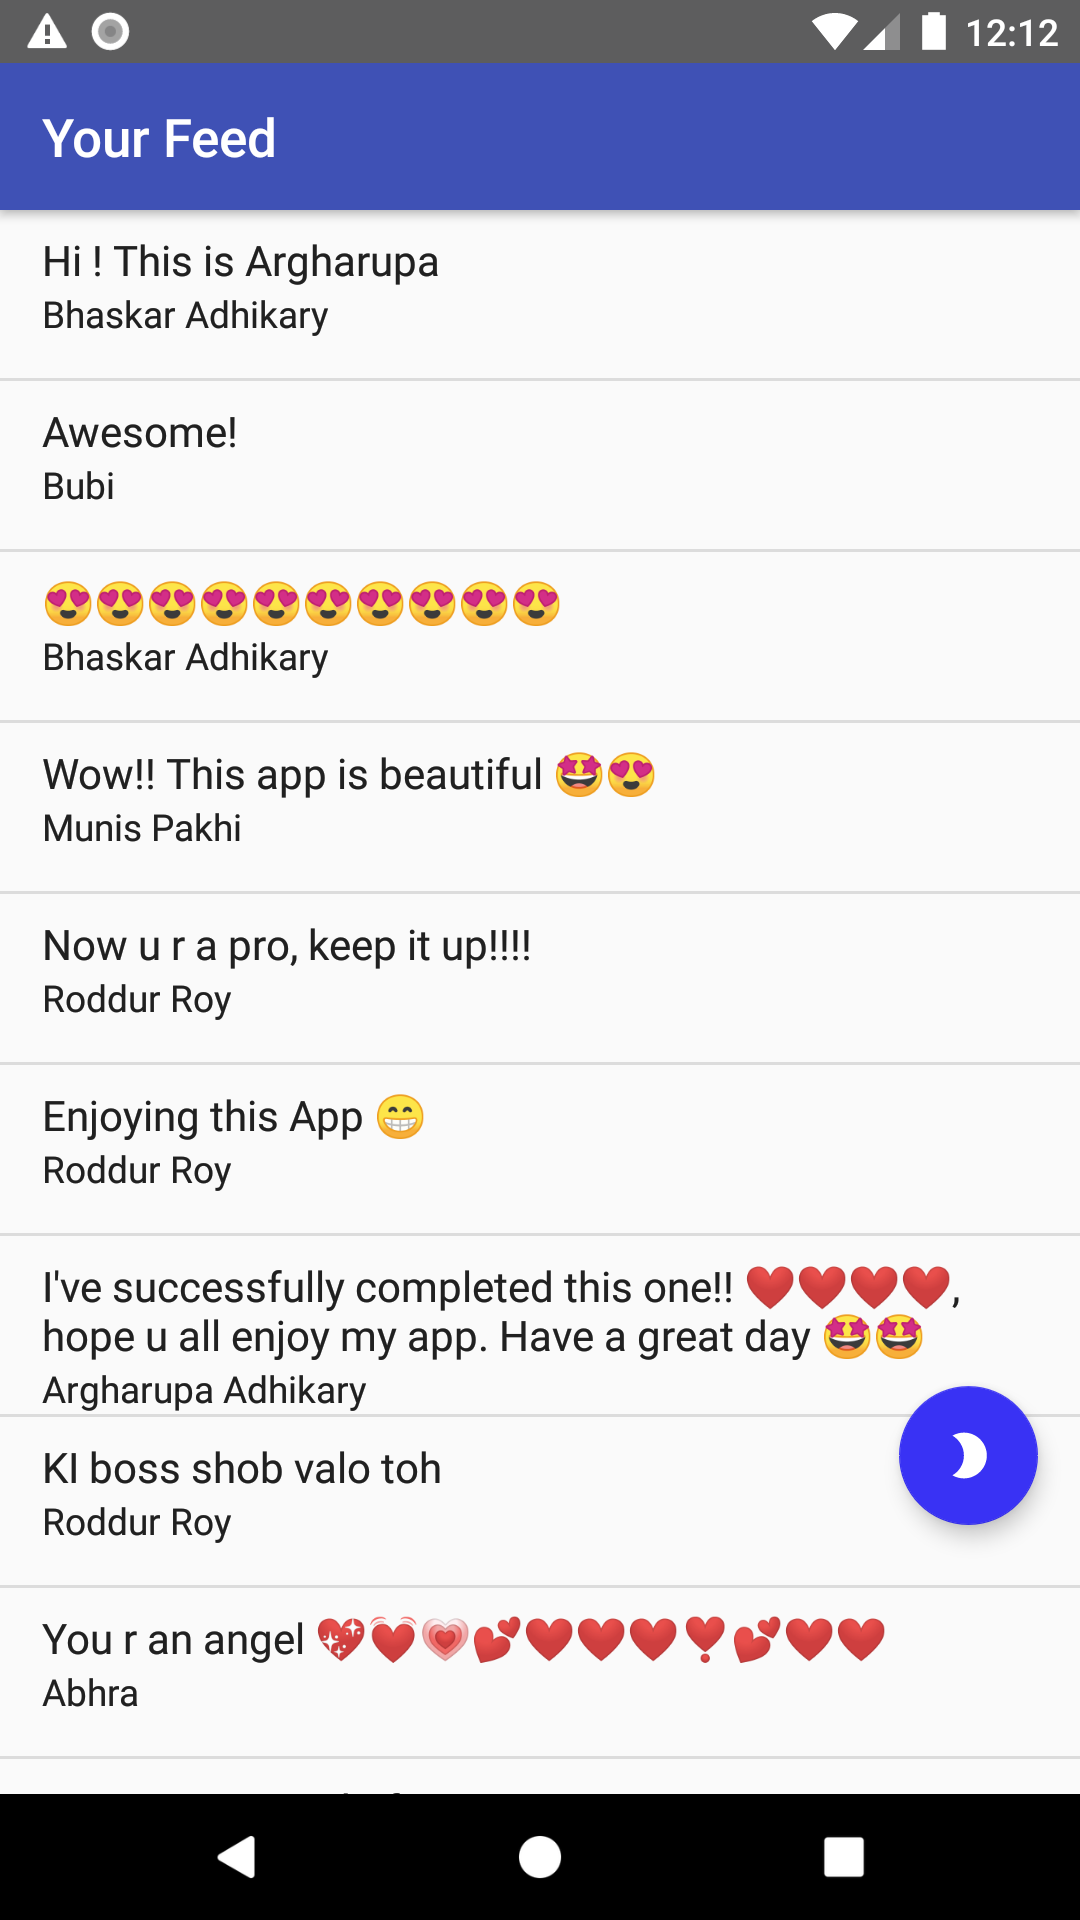 12:12
Your Feed
Hi ! This is Argharupa
Bhaskar Adhikary
Awesome!
Bubi
😍😍😍😍😍😍😍😍😍😍
Bhaskar Adhikary
Wow!! This app is beautiful 🤩😍
Munis Pakhi
Now u r a pro, keep it up!!!!
Roddur Roy
Enjoying this App 😁
Roddur Roy
I've successfully completed this one!! ❤️❤️❤️❤️,
hope u all enjoy my app. Have a great day 🤩🤩
Argharupa Adhikary
KI boss shob valo toh
Roddur Roy
You r an angel 💖💓💗💕❤️❤️❤️❣️💕❤️❤️
Abhra